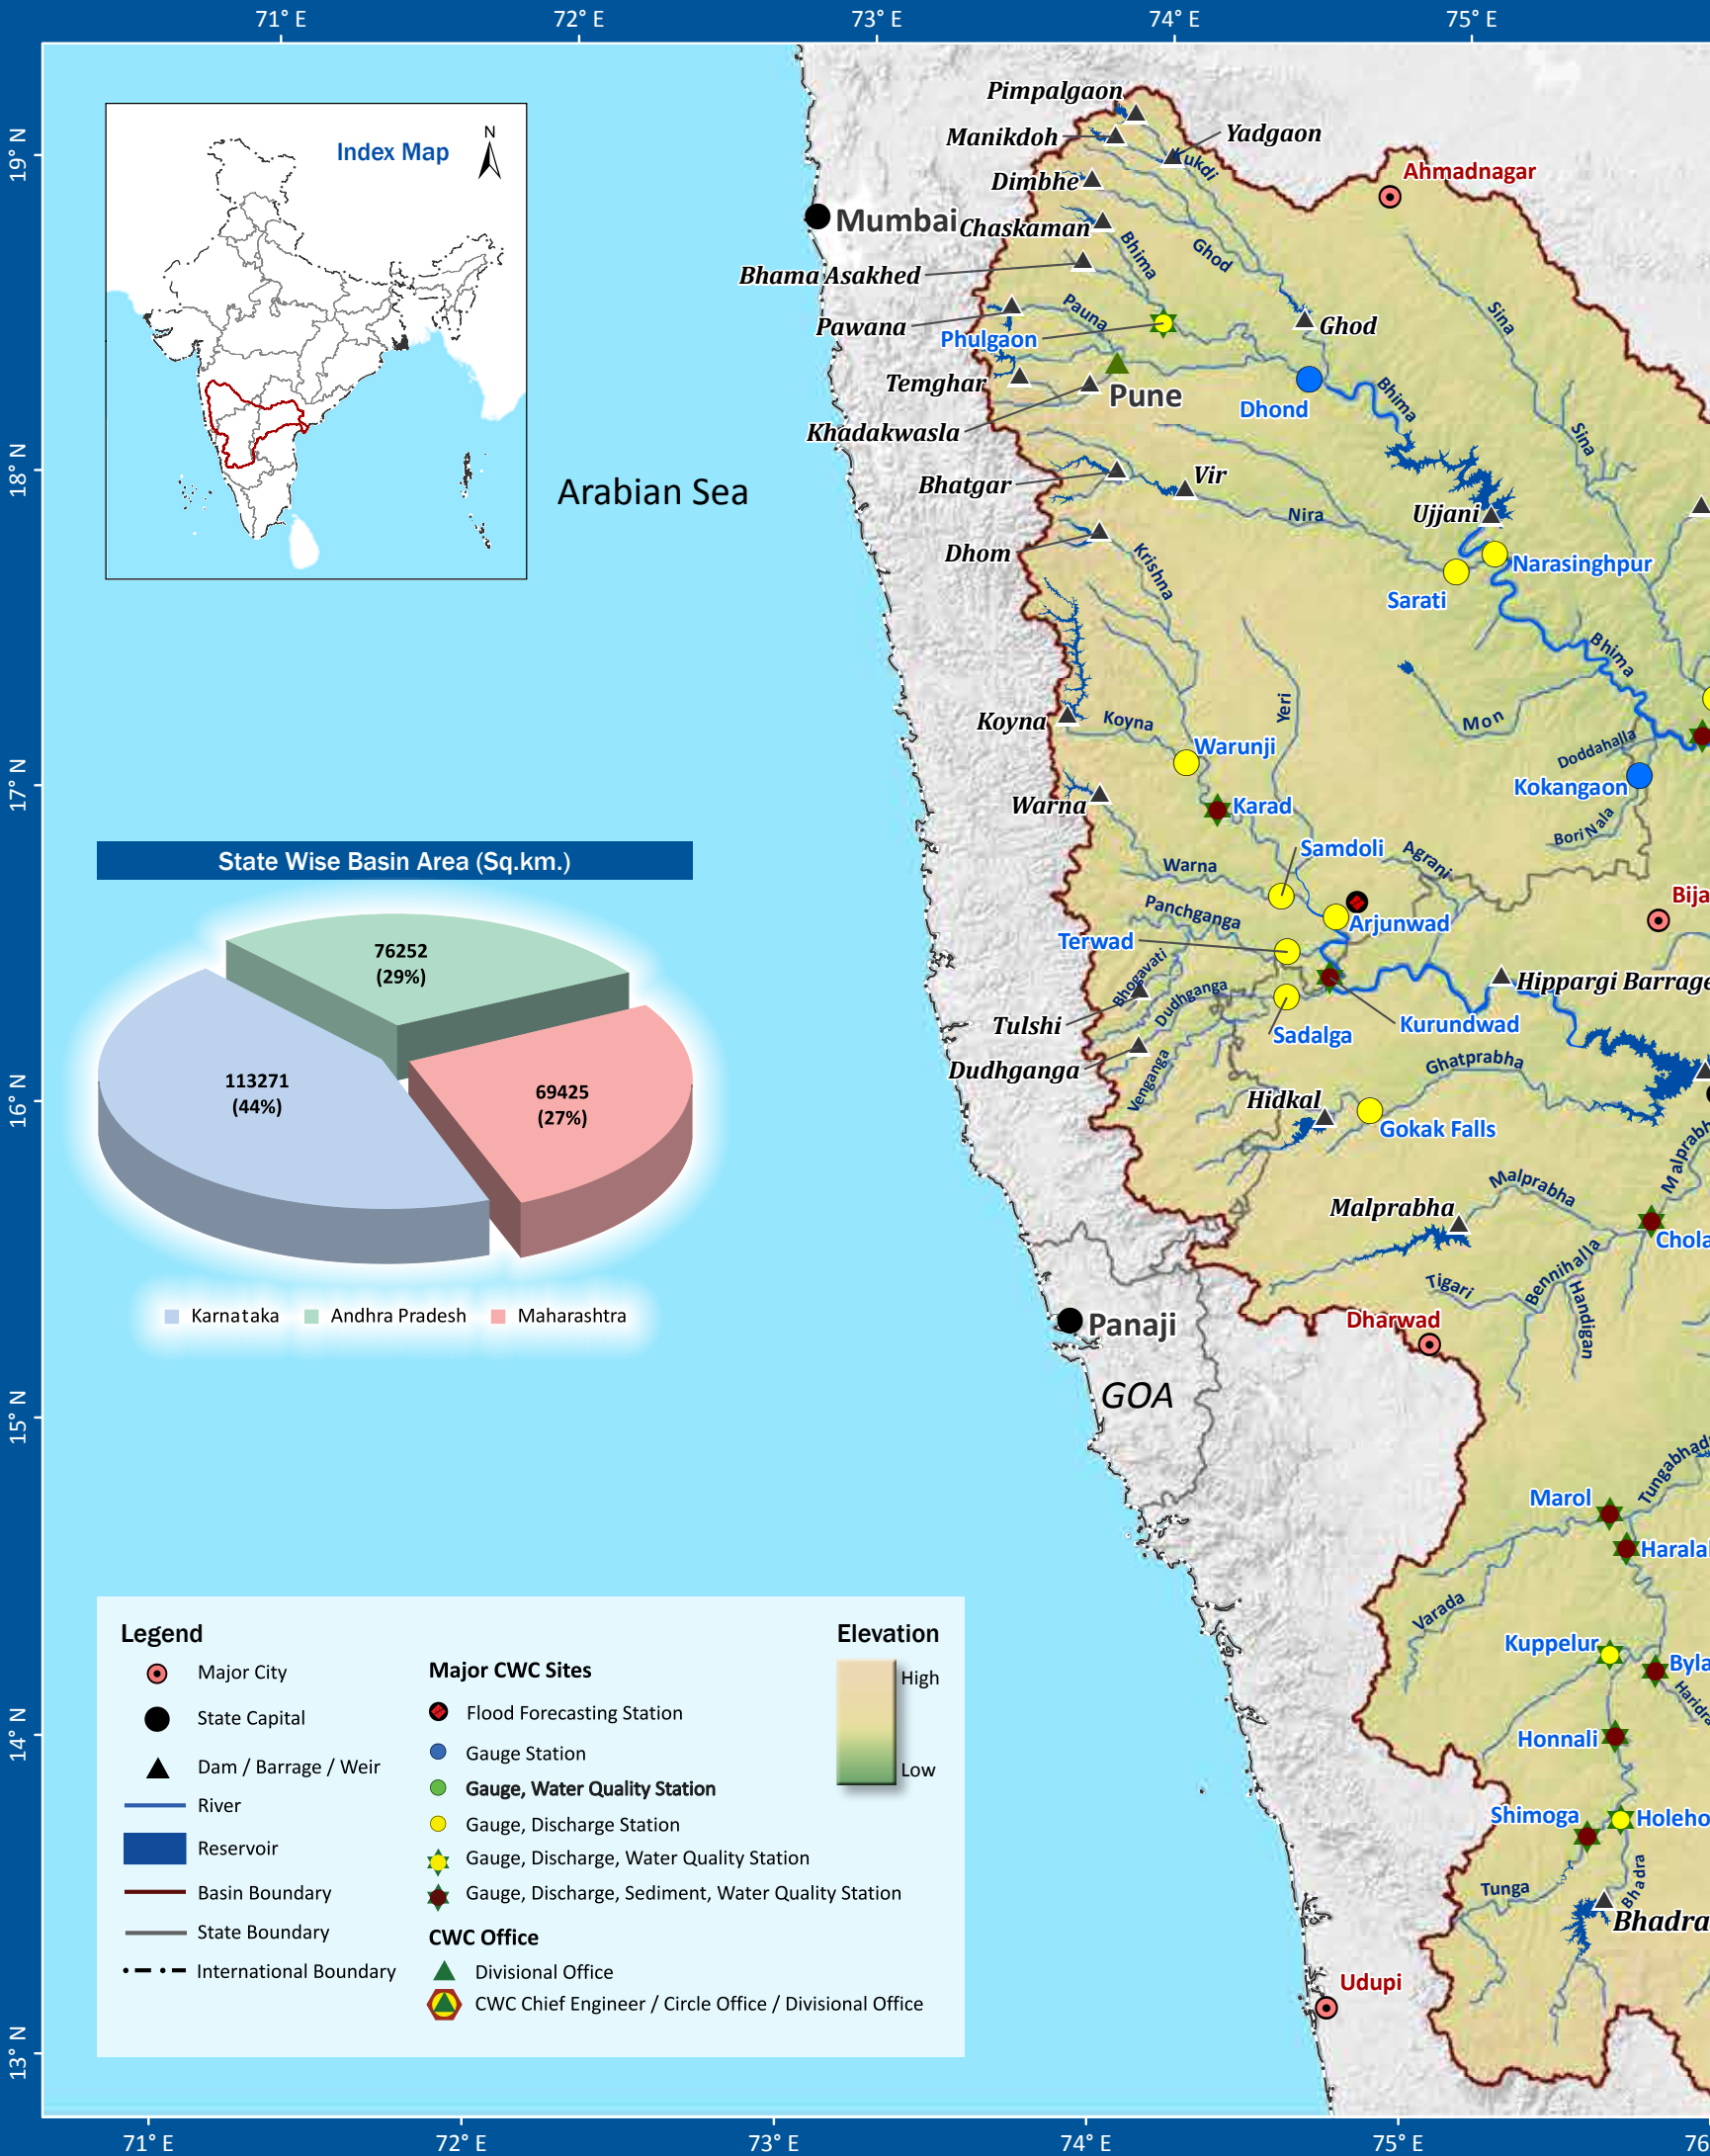 71° E
72° E
73° E
74° E
75° E
19° N
18° N
17° N
16° N
15° N
14° N
13° N
Index Map
N
Pimpalgaon
Manikdoh
Yadgaon
Kukdi
Ahmadnagar
Dimbhe
Mumbai
Chaskaman
Bhima
Ghod
Bhama Asakhed
Sina
Pauna
Pawana
Ghod
Phulgaon
Temghar
Pune
Dhond
Bhima
Khadakwasla
Sina
Arabian Sea
Bhatgar
Vir
Nira
Ujjani
Dhom
Krishna
Narasinghpur
Sarati
Bhima
Yeri
Koyna
Koyna
Mon
Warunji
Doddahalla
Kokangaon
Warna
Karad
Bori Nala
Samdoli
Agrani
Warna
Panchganga
Arjunwad
Terwad
Bhogavati
Hippargi Barrage
Dudhganga
Tulshi
Sadalga
Kurundwad
Dudhganga
Venganga
Ghatprabha
Hidkal
Gokak Falls
Malprabha
Malprabha
Tigari
Bennihalla
Handigan
Panaji
Dharwad
GOA
Marol
Varada
Kuppelur
Honnali
Shimoga
Tunga
Bhadra
Bhadra
Udupi
State Wise Basin Area (Sq.km.)
76252
(29%)
113271
(44%)
69425
(27%)
Karnataka
Andhra Pradesh
Maharashtra
Legend
Major City
State Capital
Dam / Barrage / Weir
River
Reservoir
Basin Boundary
State Boundary
International Boundary
Major CWC Sites
Flood Forecasting Station
Gauge Station
Gauge, Water Quality Station
Gauge, Discharge Station
Gauge, Discharge, Water Quality Station
Gauge, Discharge, Sediment, Water Quality Station
CWC Office
Divisional Office
CWC Chief Engineer / Circle Office / Divisional Office
Elevation
High
Low
71° E
72° E
73° E
74° E
75° E
76